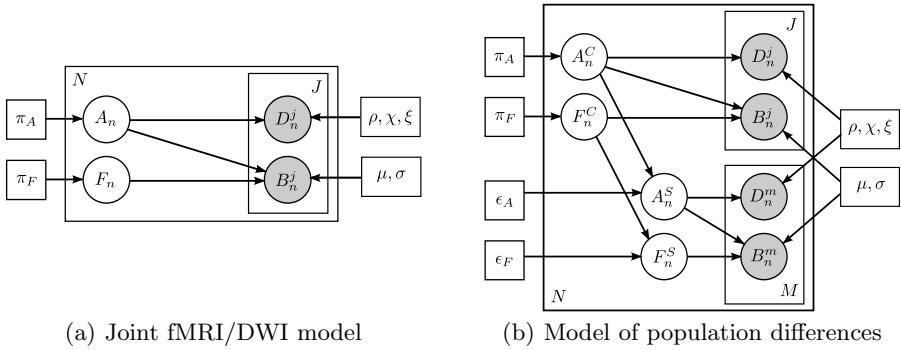 N
J
π_A
A_n
D_n^j
ρ, χ, ξ
π_F
F_n
B_n^j
μ, σ
(a) Joint fMRI/DWI model
J
π_A
A_n^C
D_n^j
π_F
F_n^C
B_n^j
ρ, χ, ξ
ϵ_A
A_n^S
D_n^m
μ, σ
ϵ_F
F_n^S
B_n^m
N
M
(b) Model of population differences